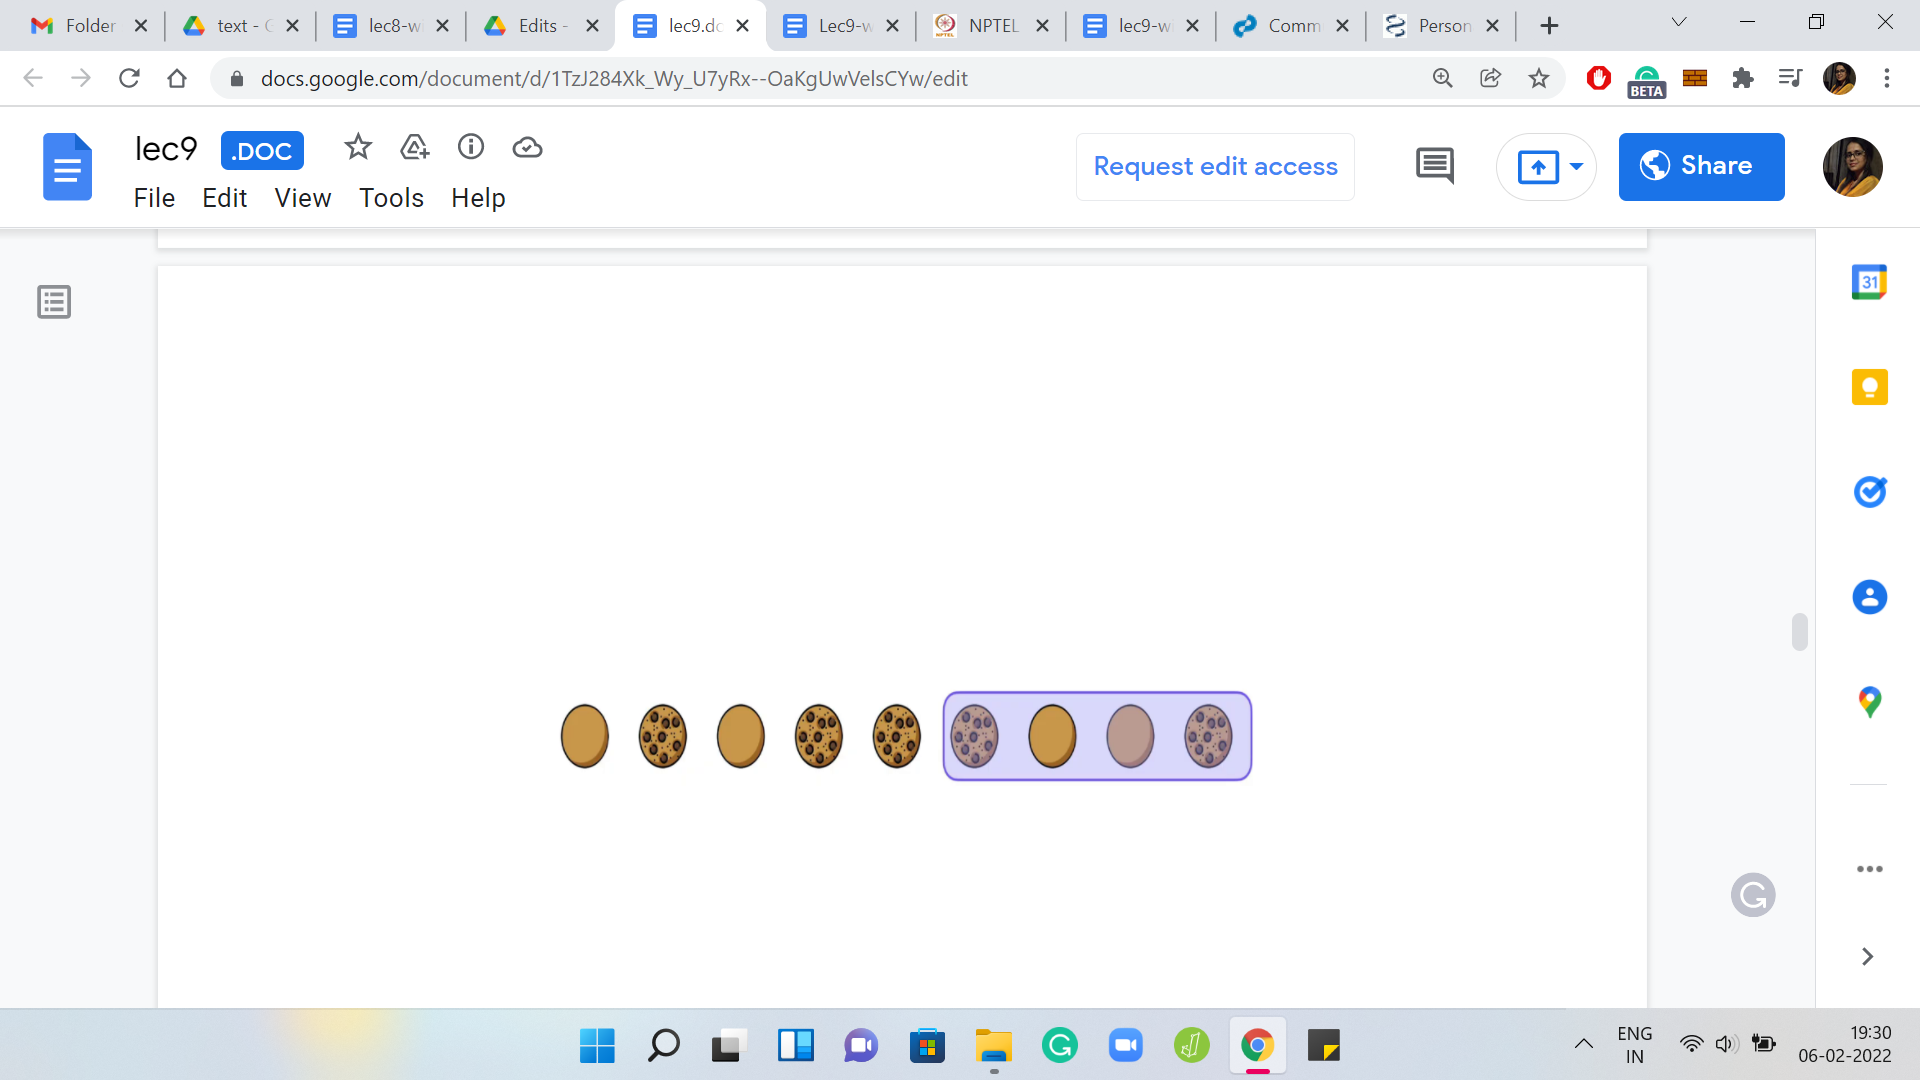 Folder
text - G
lec8-wi
Edits -
lec9.dc
Lec9-w
NPTEL
lec9-wi
Comm
Person
docs.google.com/document/d/1TzJ284Xk_Wy_U7yRx--OaKgUwVelsCYw/edit
BETA
lec9 .DOC
Request edit access
Share
File Edit View Tools Help
31
ENG
IN
19:30
06-02-2022